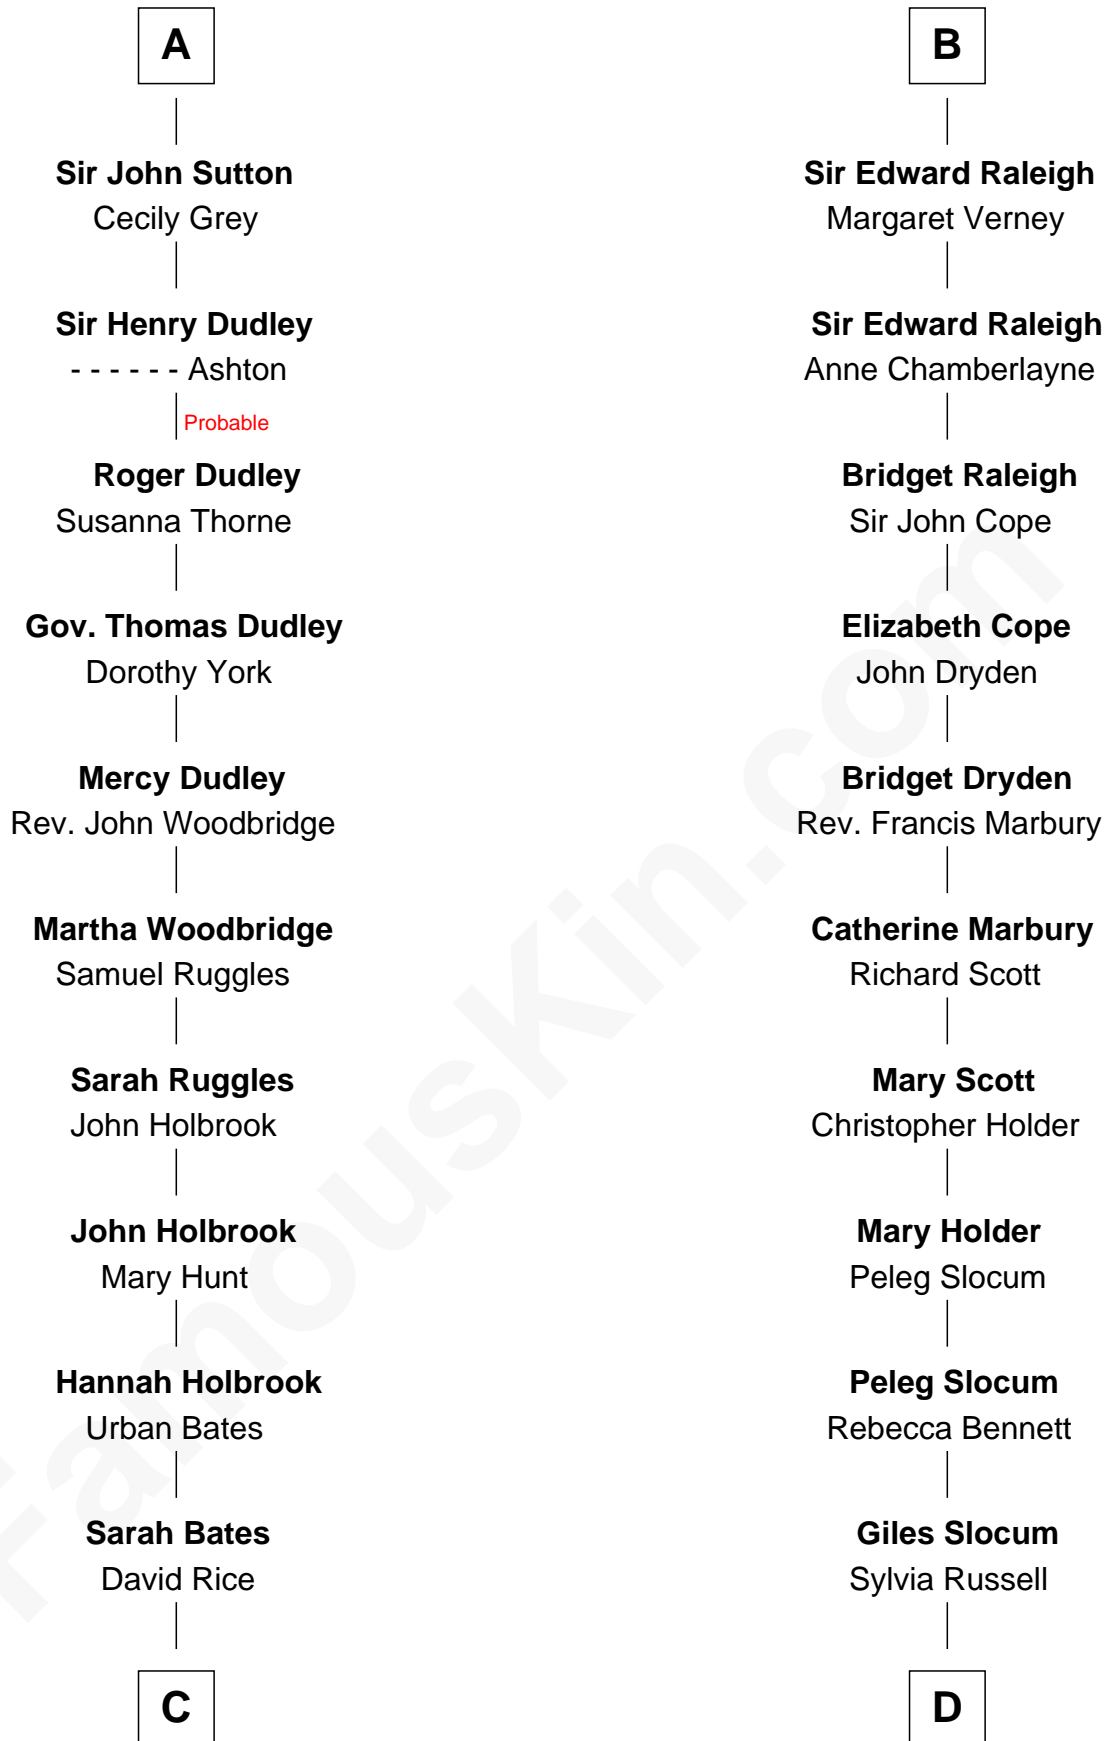 A
Sir John Sutton
Cecily Grey
Sir Henry Dudley
- - - - - - Ashton
Probable
Roger Dudley
Susanna Thorne
Gov. Thomas Dudley
Dorothy York
Mercy Dudley
Rev. John Woodbridge
Martha Woodbridge
Samuel Ruggles
Sarah Ruggles
John Holbrook
John Holbrook
Mary Hunt
Hannah Holbrook
Urban Bates
Sarah Bates
David Rice
C
B
Sir Edward Raleigh
Margaret Verney
Sir Edward Raleigh
Anne Chamberlayne
Bridget Raleigh
Sir John Cope
Elizabeth Cope
John Dryden
Bridget Dryden
Rev. Francis Marbury
Catherine Marbury
Richard Scott
Mary Scott
Christopher Holder
Mary Holder
Peleg Slocum
Peleg Slocum
Rebecca Bennett
Giles Slocum
Sylvia Russell
D
FamousKin.com